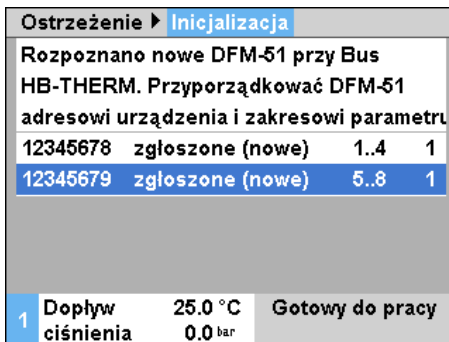 Ostrzeżenie ▶ Inicjalizacja
Rozpoznano nowe DFM-51 przy Bus
HB-THERM. Przyporządkować DFM-51
adresowi urządzenia i zakresowi parametru
12345678 zgłoszone (nowe) 1..4 1
12345679 zgłoszone (nowe) 5..8 1
1 Dopływ 25.0 °C Gotowy do pracy
ciśnienia 0.0 bar